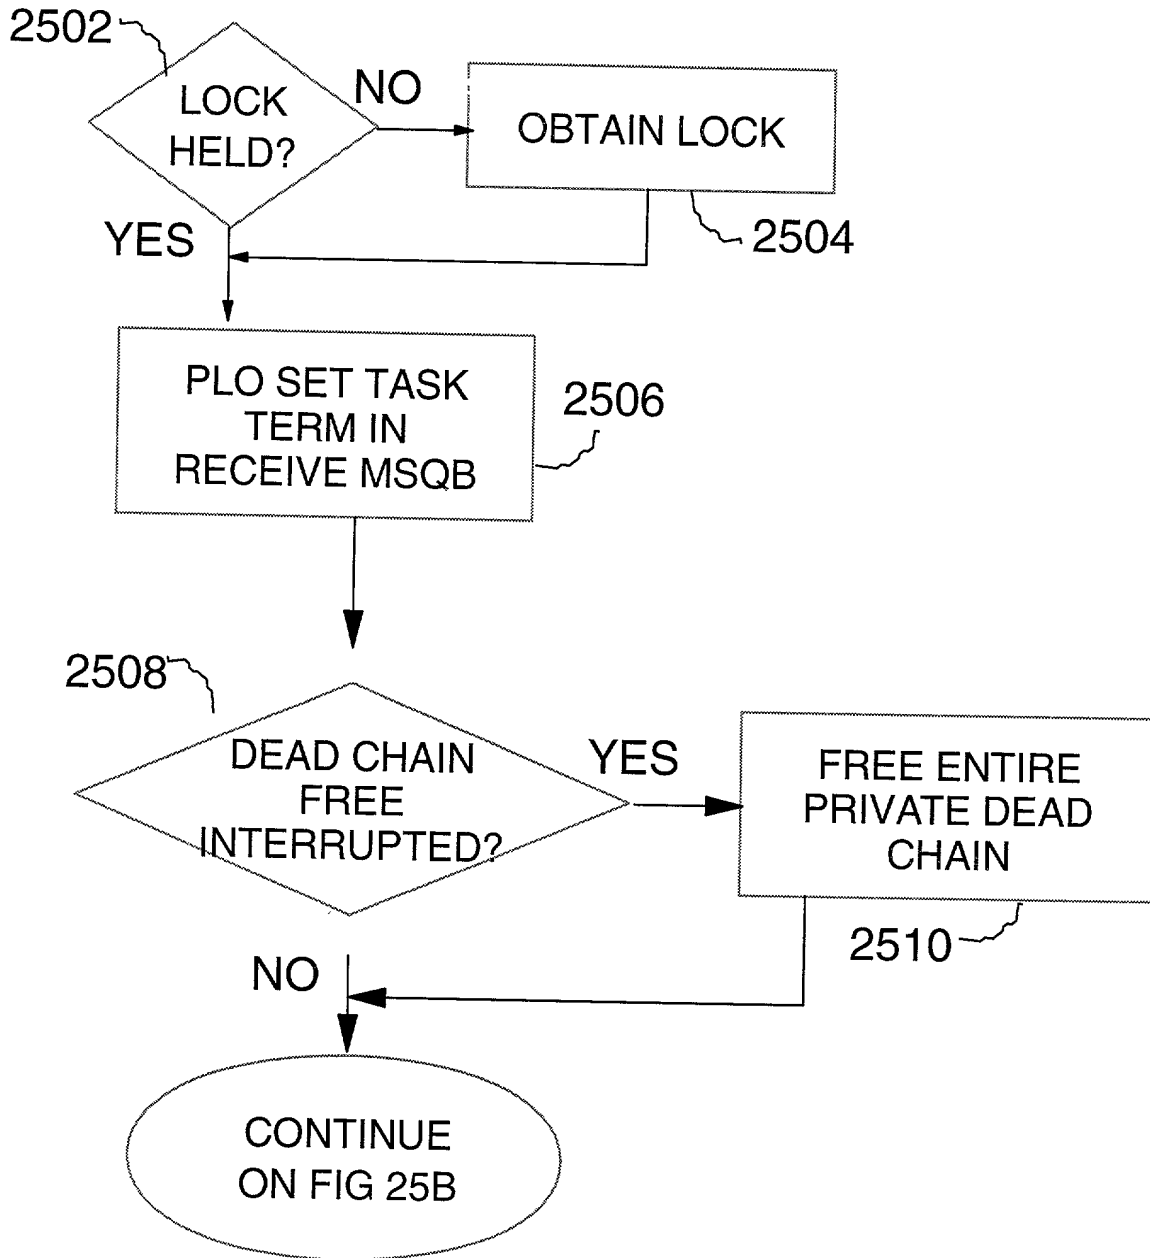 2502
LOCK
HELD?
NO
OBTAIN LOCK
2504
YES
PLO SET TASK
TERM IN
RECEIVE MSQB
2506
2508
DEAD CHAIN
FREE
INTERRUPTED?
YES
FREE ENTIRE
PRIVATE DEAD
CHAIN
2510
NO
CONTINUE
ON FIG 25B